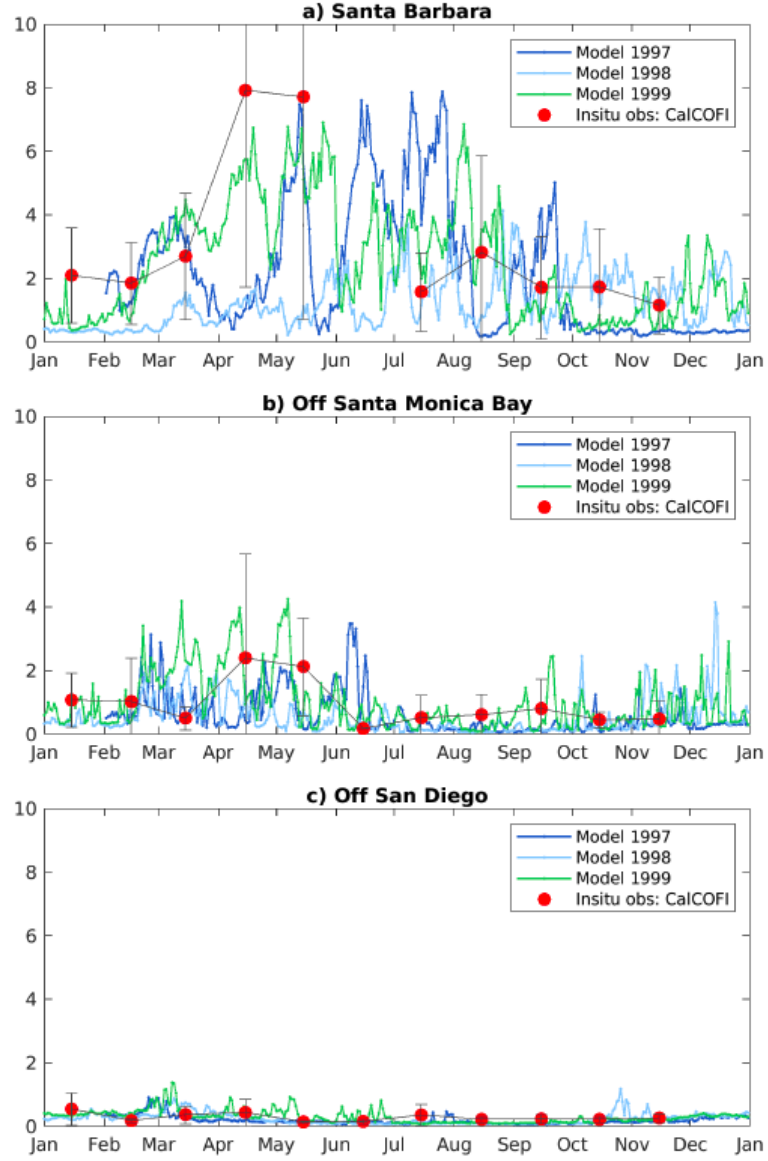 a) Santa Barbara
10
8
6
4
2
0
Model 1997
Model 1998
Model 1999
Insitu obs: CalCOFI
Jan Feb Mar Apr May Jun Jul Aug Sep Oct Nov Dec Jan
b) Off Santa Monica Bay
10
8
6
4
2
0
Model 1997
Model 1998
Model 1999
Insitu obs: CalCOFI
Jan Feb Mar Apr May Jun Jul Aug Sep Oct Nov Dec Jan
c) Off San Diego
10
8
6
4
2
0
Model 1997
Model 1998
Model 1999
Insitu obs: CalCOFI
Jan Feb Mar Apr May Jun Jul Aug Sep Oct Nov Dec Jan